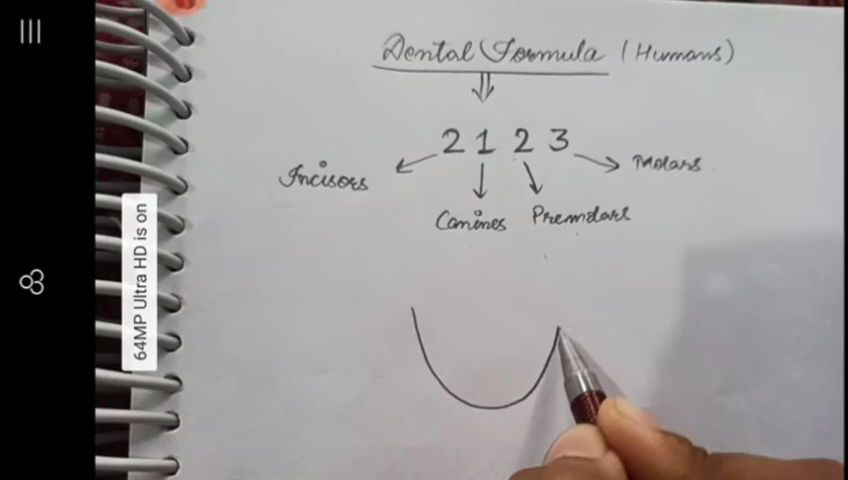 Dental Formula (Humans)
2 1 2 3
Incisors
Molars
Canines Premolars
64MP Ultra HD is on